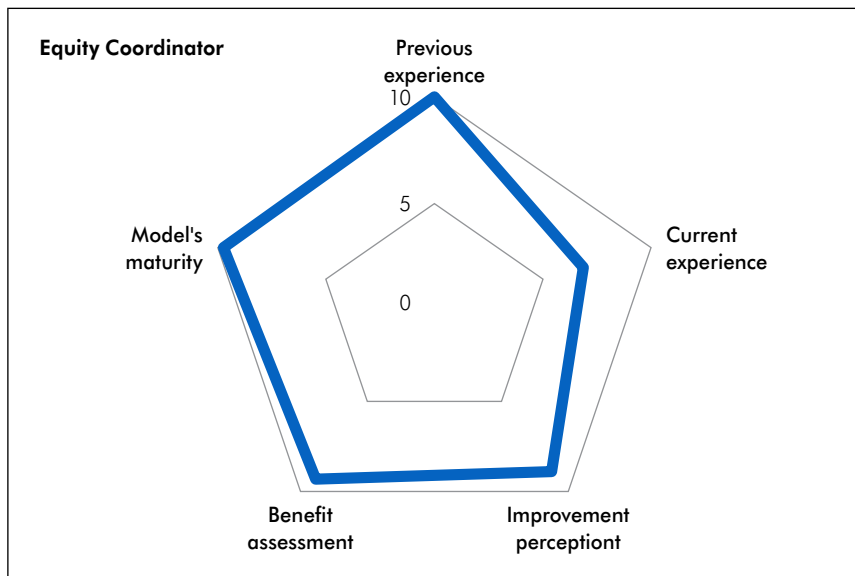 Equity Coordinator
Previous
experience
10
5
0
Model's
maturity
Current
experience
Benefit
assessment
Improvement
perceptiont